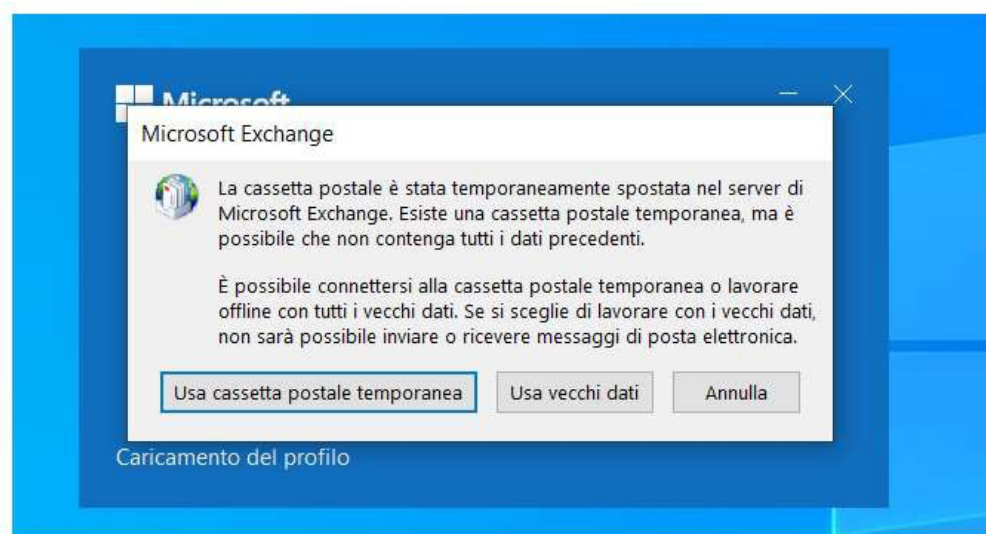 Microsoft
Microsoft Exchange
La cassetta postale è stata temporaneamente spostata nel server di
Microsoft Exchange. Esiste una cassetta postale temporanea, ma è
possibile che non contenga tutti i dati precedenti.
È possibile connettersi alla cassetta postale temporanea o lavorare
offline con tutti i vecchi dati. Se si sceglie di lavorare con i vecchi dati,
non sarà possibile inviare o ricevere messaggi di posta elettronica.
Usa cassetta postale temporanea Usa vecchi dati Annulla
Caricamento del profilo